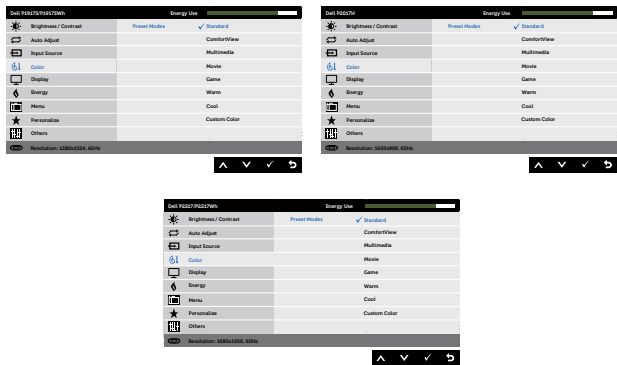 Dell P1917S/P1917SWh Energy Use
Brightness / Contrast Preset Modes ✓ Standard
Auto Adjust ComfortView
Input Source Multimedia
Color Movie
Display Game
Energy Warm
Menu Cool
Personalize Custom Color
Others
Resolution: 1280x1024, 60Hz
Dell P2017H Energy Use
Brightness / Contrast Preset Modes ✓ Standard
Auto Adjust ComfortView
Input Source Multimedia
Color Movie
Display Game
Energy Warm
Menu Cool
Personalize Custom Color
Others
Resolution: 1600x900, 60Hz
Dell P2217/P2217Wh Energy Use
Brightness / Contrast Preset Modes ✓ Standard
Auto Adjust ComfortView
Input Source Multimedia
Color Movie
Display Game
Energy Warm
Menu Cool
Personalize Custom Color
Others
Resolution: 1680x1050, 60Hz